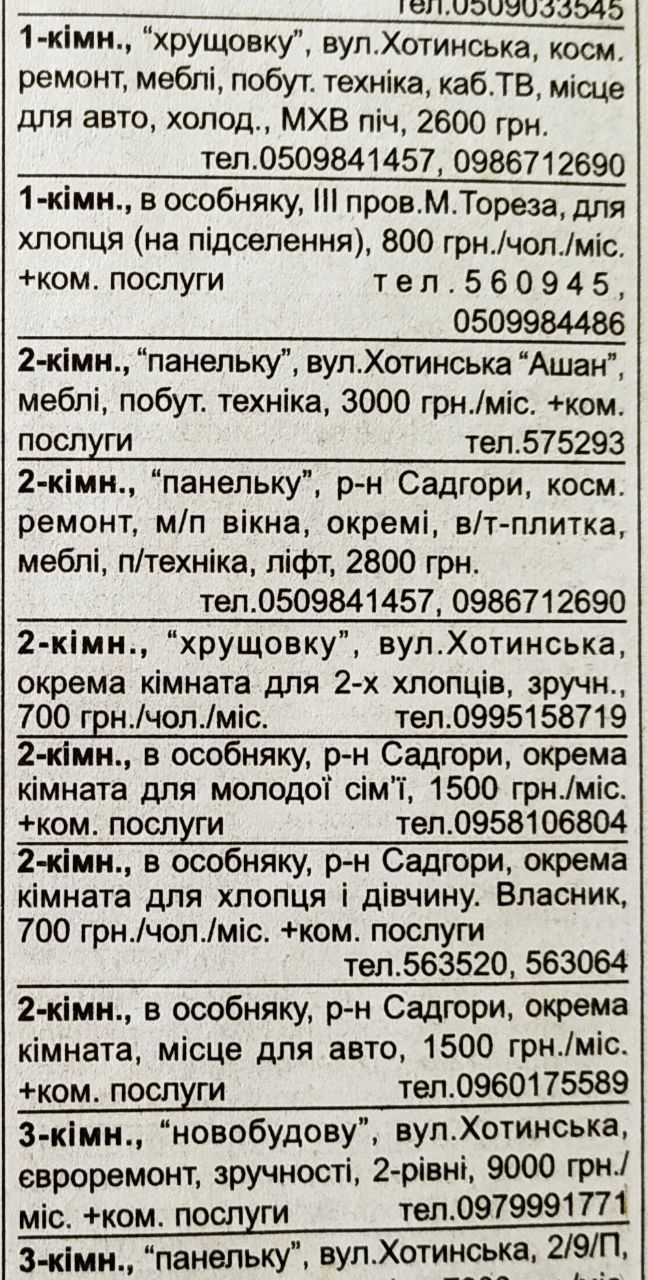 тел.0509033545
1-кімн., “хрущовку”, вул.Хотинська, косм.
ремонт, меблі, побут. техніка, каб.ТВ, місце
для авто, холод., МХВ піч, 2600 грн.
тел.0509841457, 0986712690
1-кімн., в особняку, ІІІ пров.М.Тореза, для
хлопця (на підселення), 800 грн./чол./міс.
+ком. послуги тел.560945,
0509984486
2-кімн., “панельку”, вул.Хотинська “Ашан”,
меблі, побут. техніка, 3000 грн./міс. +ком.
послуги тел.575293
2-кімн., “панельку”, р-н Садгори, косм.
ремонт, м/п вікна, окремі, в/т-плитка,
меблі, п/техніка, ліфт, 2800 грн.
тел.0509841457, 0986712690
2-кімн., “хрущовку”, вул.Хотинська,
окрема кімната для 2-х хлопців, зручн.,
700 грн./чол./міс. тел.0995158719
2-кімн., в особняку, р-н Садгори, окрема
кімната для молодої сім’ї, 1500 грн./міс.
+ком. послуги тел.0958106804
2-кімн., в особняку, р-н Садгори, окрема
кімната для хлопця і дівчину. Власник,
700 грн./чол./міс. +ком. послуги
тел.563520, 563064
2-кімн., в особняку, р-н Садгори, окрема
кімната, місце для авто, 1500 грн./міс.
+ком. послуги тел.0960175589
3-кімн., “новобудову”, вул.Хотинська,
євроремонт, зручності, 2-рівні, 9000 грн./
міс. +ком. послуги тел.0979991771
3-кімн., “панельку”, вул.Хотинська, 2/9/П,